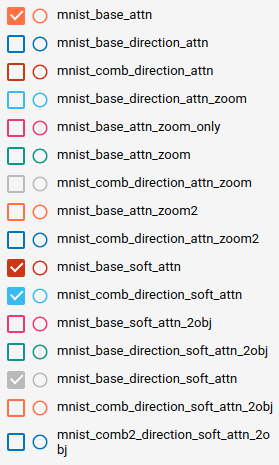 mnist_base_attn
mnist_base_direction_attn
mnist_comb_direction_attn
mnist_base_direction_attn_zoom
mnist_base_attn_zoom_only
mnist_base_attn_zoom
mnist_comb_direction_attn_zoom
mnist_base_attn_zoom2
mnist_comb_direction_attn_zoom2
mnist_base_soft_attn
mnist_comb_direction_soft_attn
mnist_base_soft_attn_2obj
mnist_base_direction_soft_attn_2obj
mnist_base_direction_soft_attn
mnist_comb_direction_soft_attn_2obj
mnist_comb2_direction_soft_attn_2o
bj